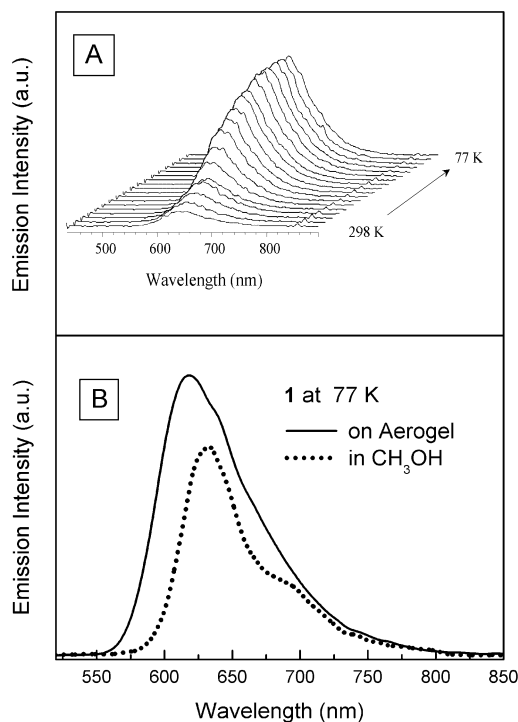 A
Emission Intensity (a.u.)
77 K
298 K
500 600 700 800
Wavelength (nm)
B
1 at 77 K
on Aerogel
in CH₃OH
Emission Intensity (a.u.)
550 600 650 700 750 800 850
Wavelength (nm)